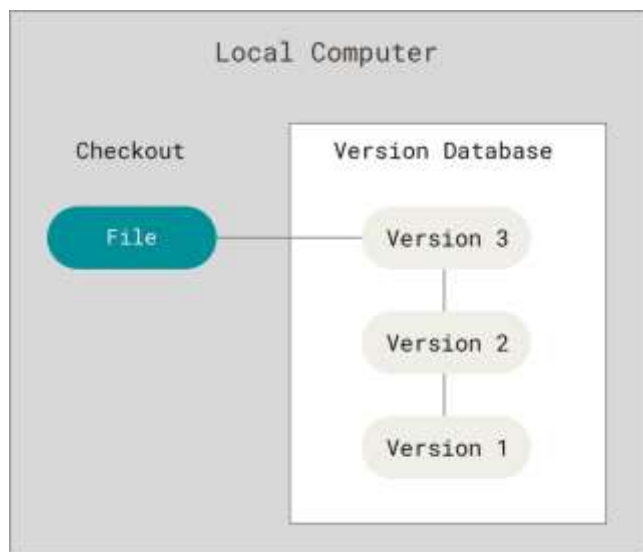 Local Computer
Checkout
Version Database
File
Version 3
Version 2
Version 1